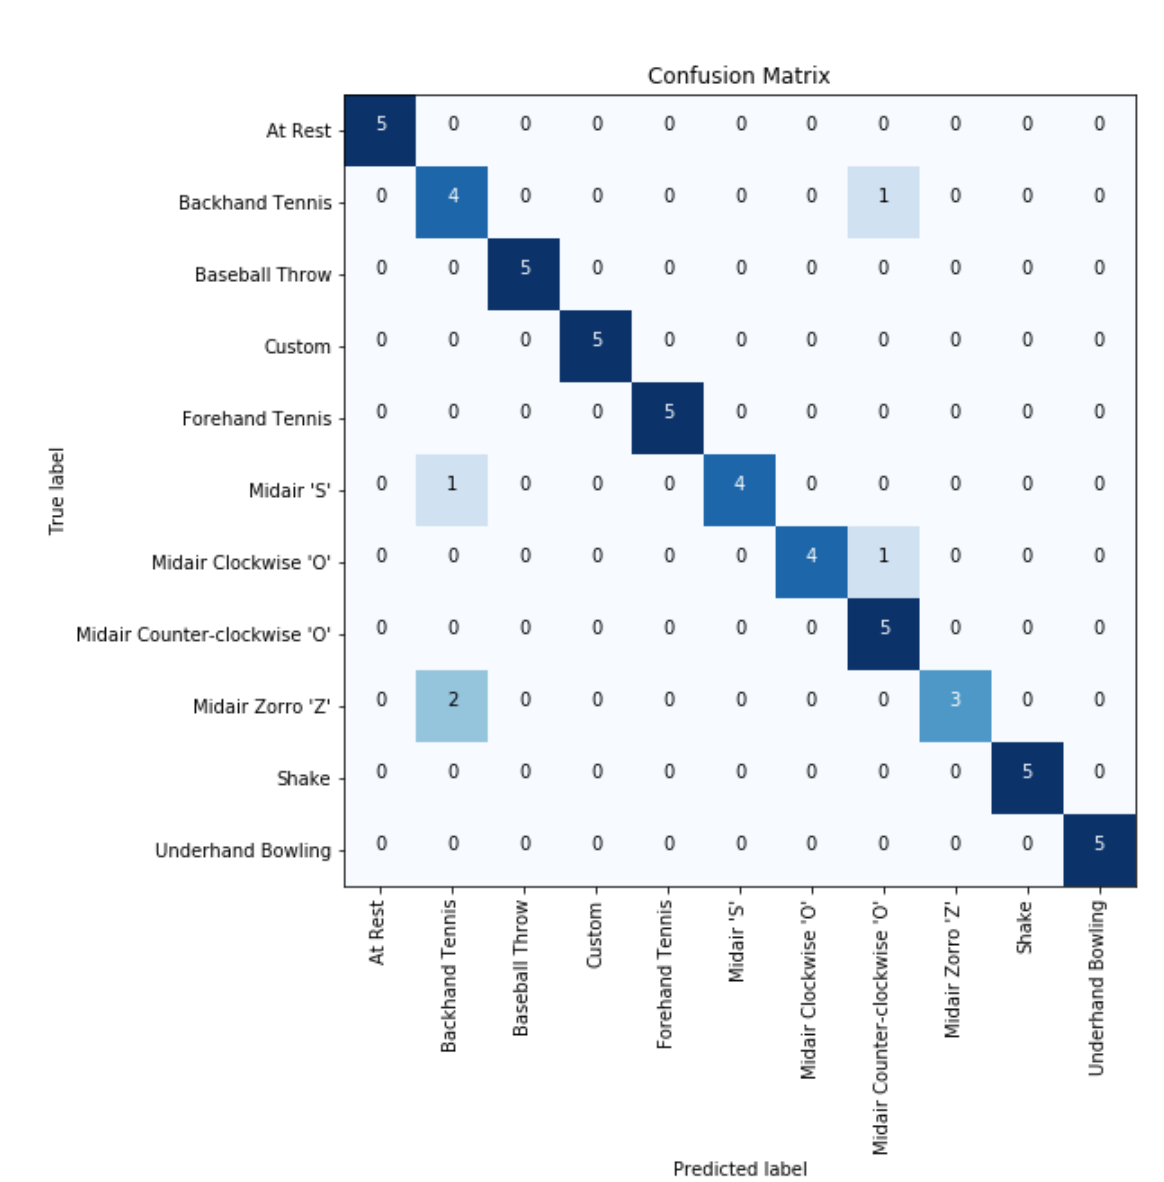 Confusion Matrix
At Rest 5 0 0 0 0 0 0 0 0 0 0
Backhand Tennis 0 4 0 0 0 0 0 1 0 0 0
Baseball Throw 0 0 5 0 0 0 0 0 0 0 0
Custom 0 0 0 5 0 0 0 0 0 0 0
Forehand Tennis 0 0 0 0 5 0 0 0 0 0 0
Midair 'S' 0 1 0 0 0 4 0 0 0 0 0
Midair Clockwise 'O' 0 0 0 0 0 0 4 1 0 0 0
Midair Counter-clockwise 'O' 0 0 0 0 0 0 0 5 0 0 0
Midair Zorro 'Z' 0 2 0 0 0 0 0 0 3 0 0
Shake 0 0 0 0 0 0 0 0 0 5 0
Underhand Bowling 0 0 0 0 0 0 0 0 0 0 5
True label
At Rest
Backhand Tennis
Baseball Throw
Custom
Forehand Tennis
Midair 'S'
Midair Clockwise 'O'
Midair Counter-clockwise 'O'
Midair Zorro 'Z'
Shake
Underhand Bowling
Predicted label